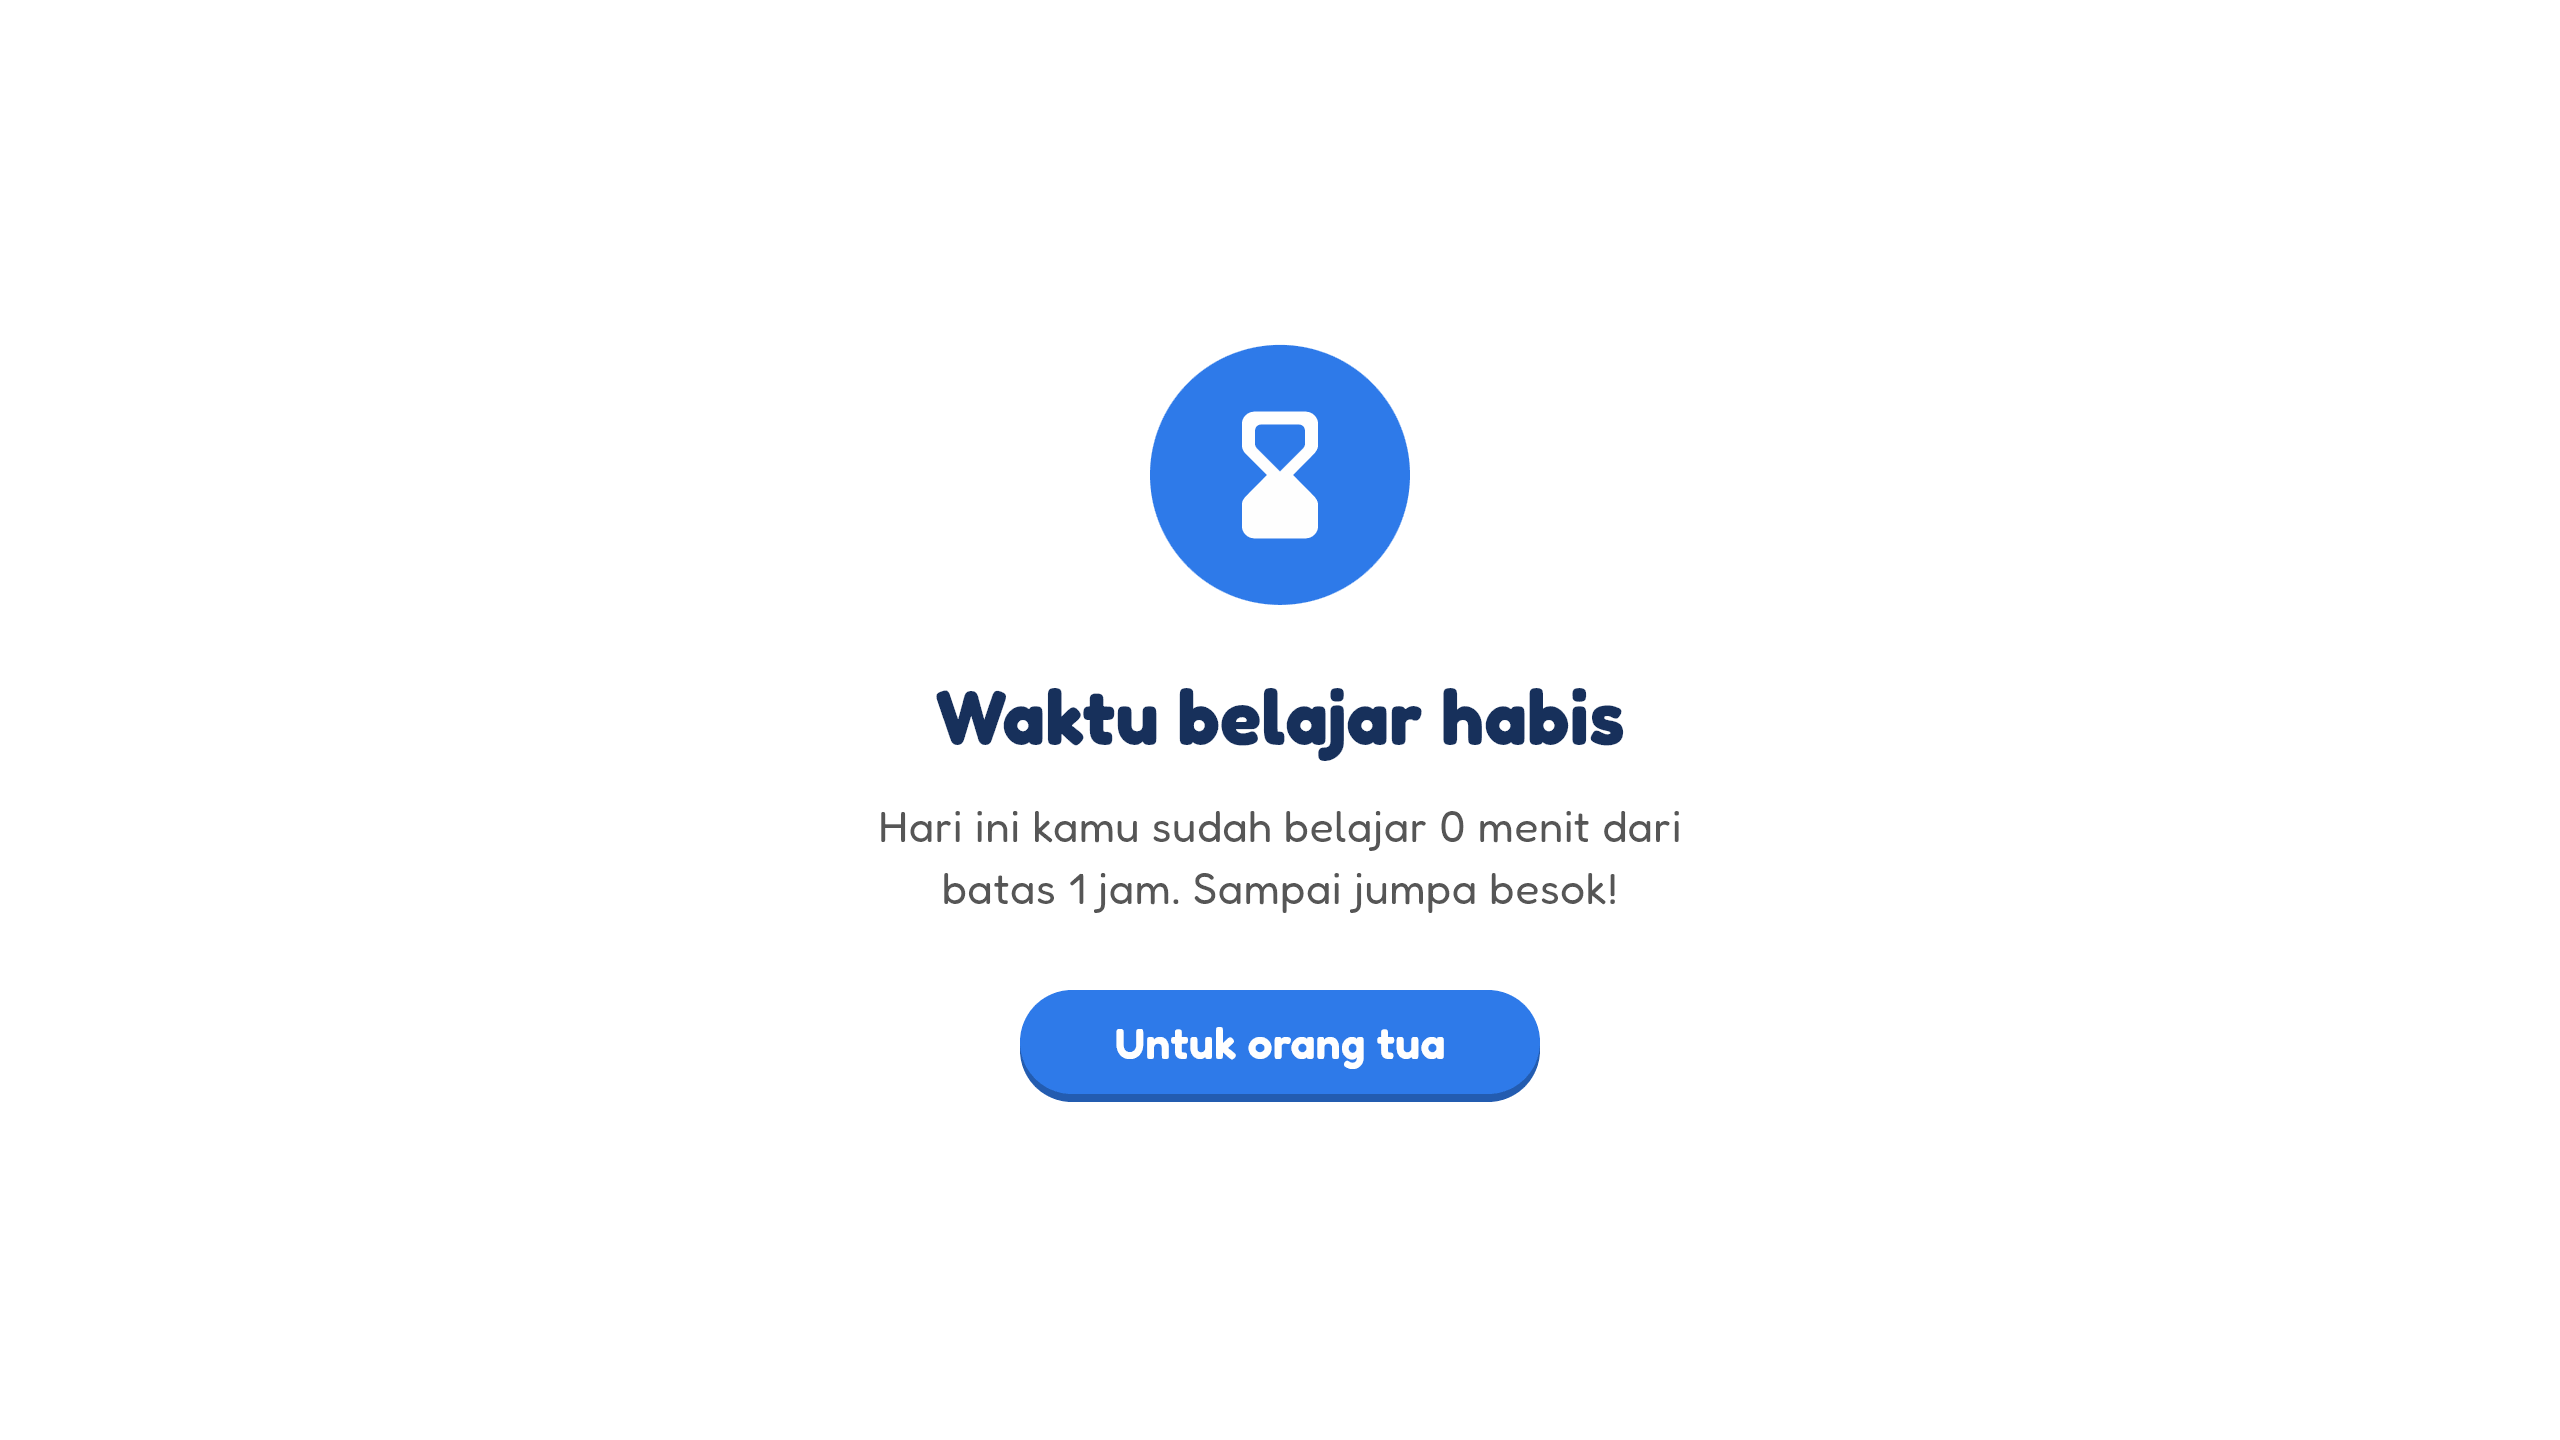 Waktu belajar habis
Hari ini kamu sudah belajar 0 menit dari
batas 1 jam. Sampai jumpa besok!
Untuk orang tua